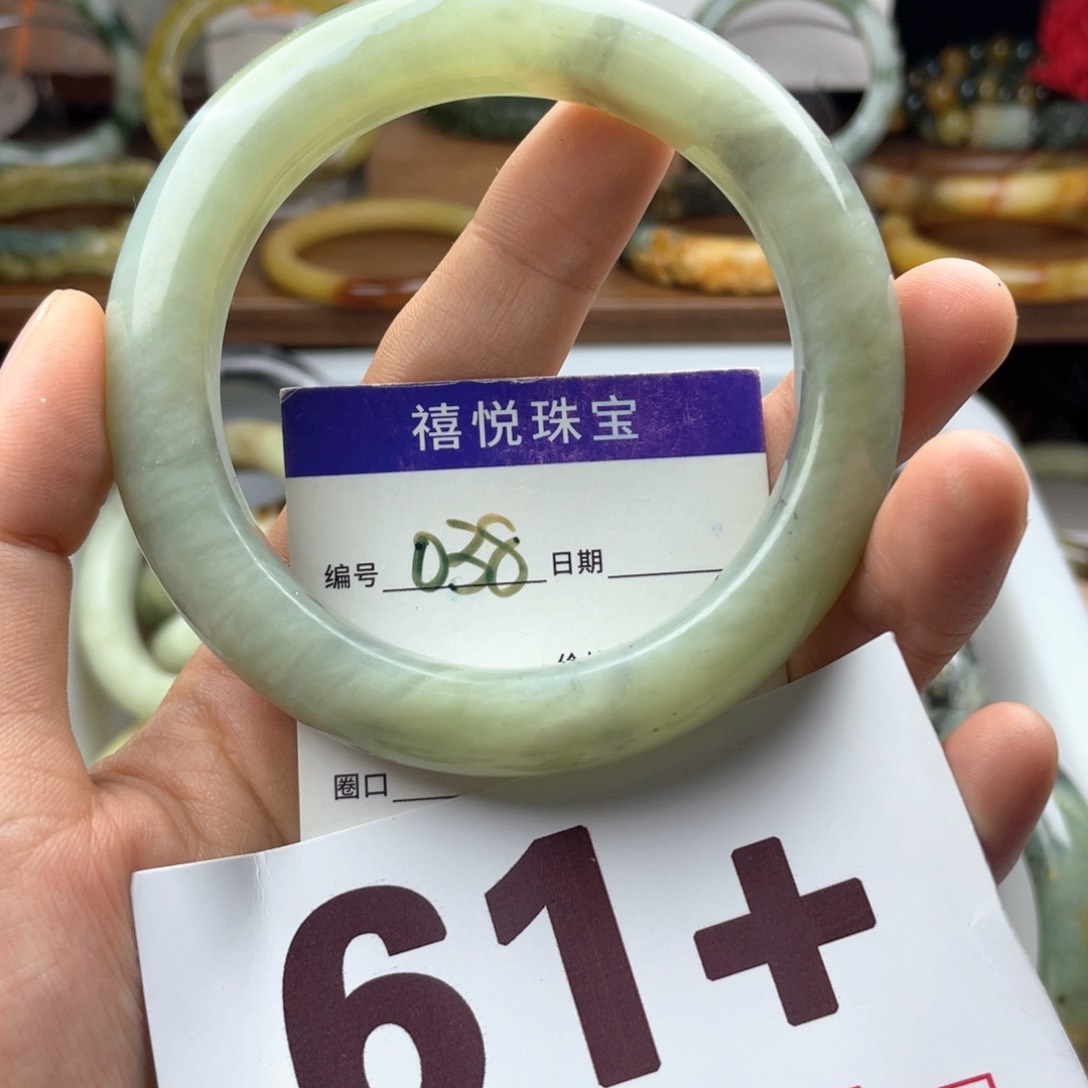 禧悦珠宝
编号 038 日期
圈口
61+